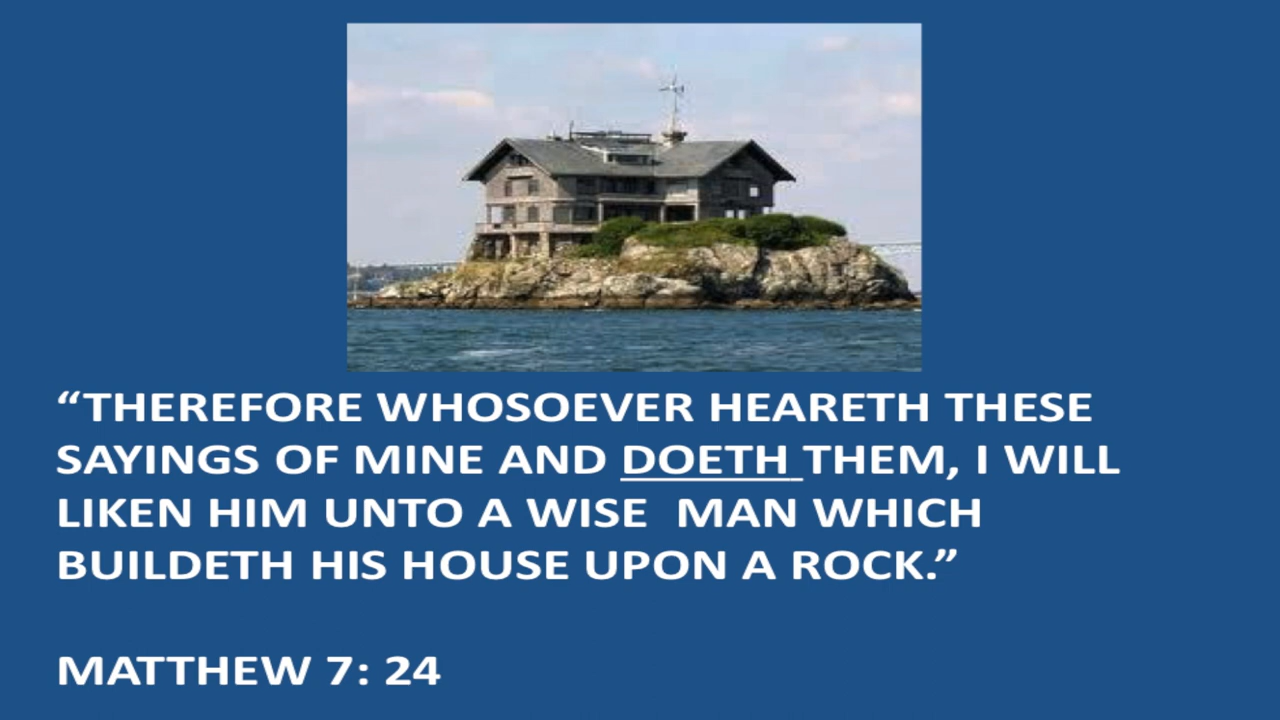 “THEREFORE WHOSOEVER HEARETH THESE
SAYINGS OF MINE AND DOETH THEM, I WILL
LIKEN HIM UNTO A WISE  MAN WHICH
BUILDETH HIS HOUSE UPON A ROCK.”
MATTHEW 7: 24